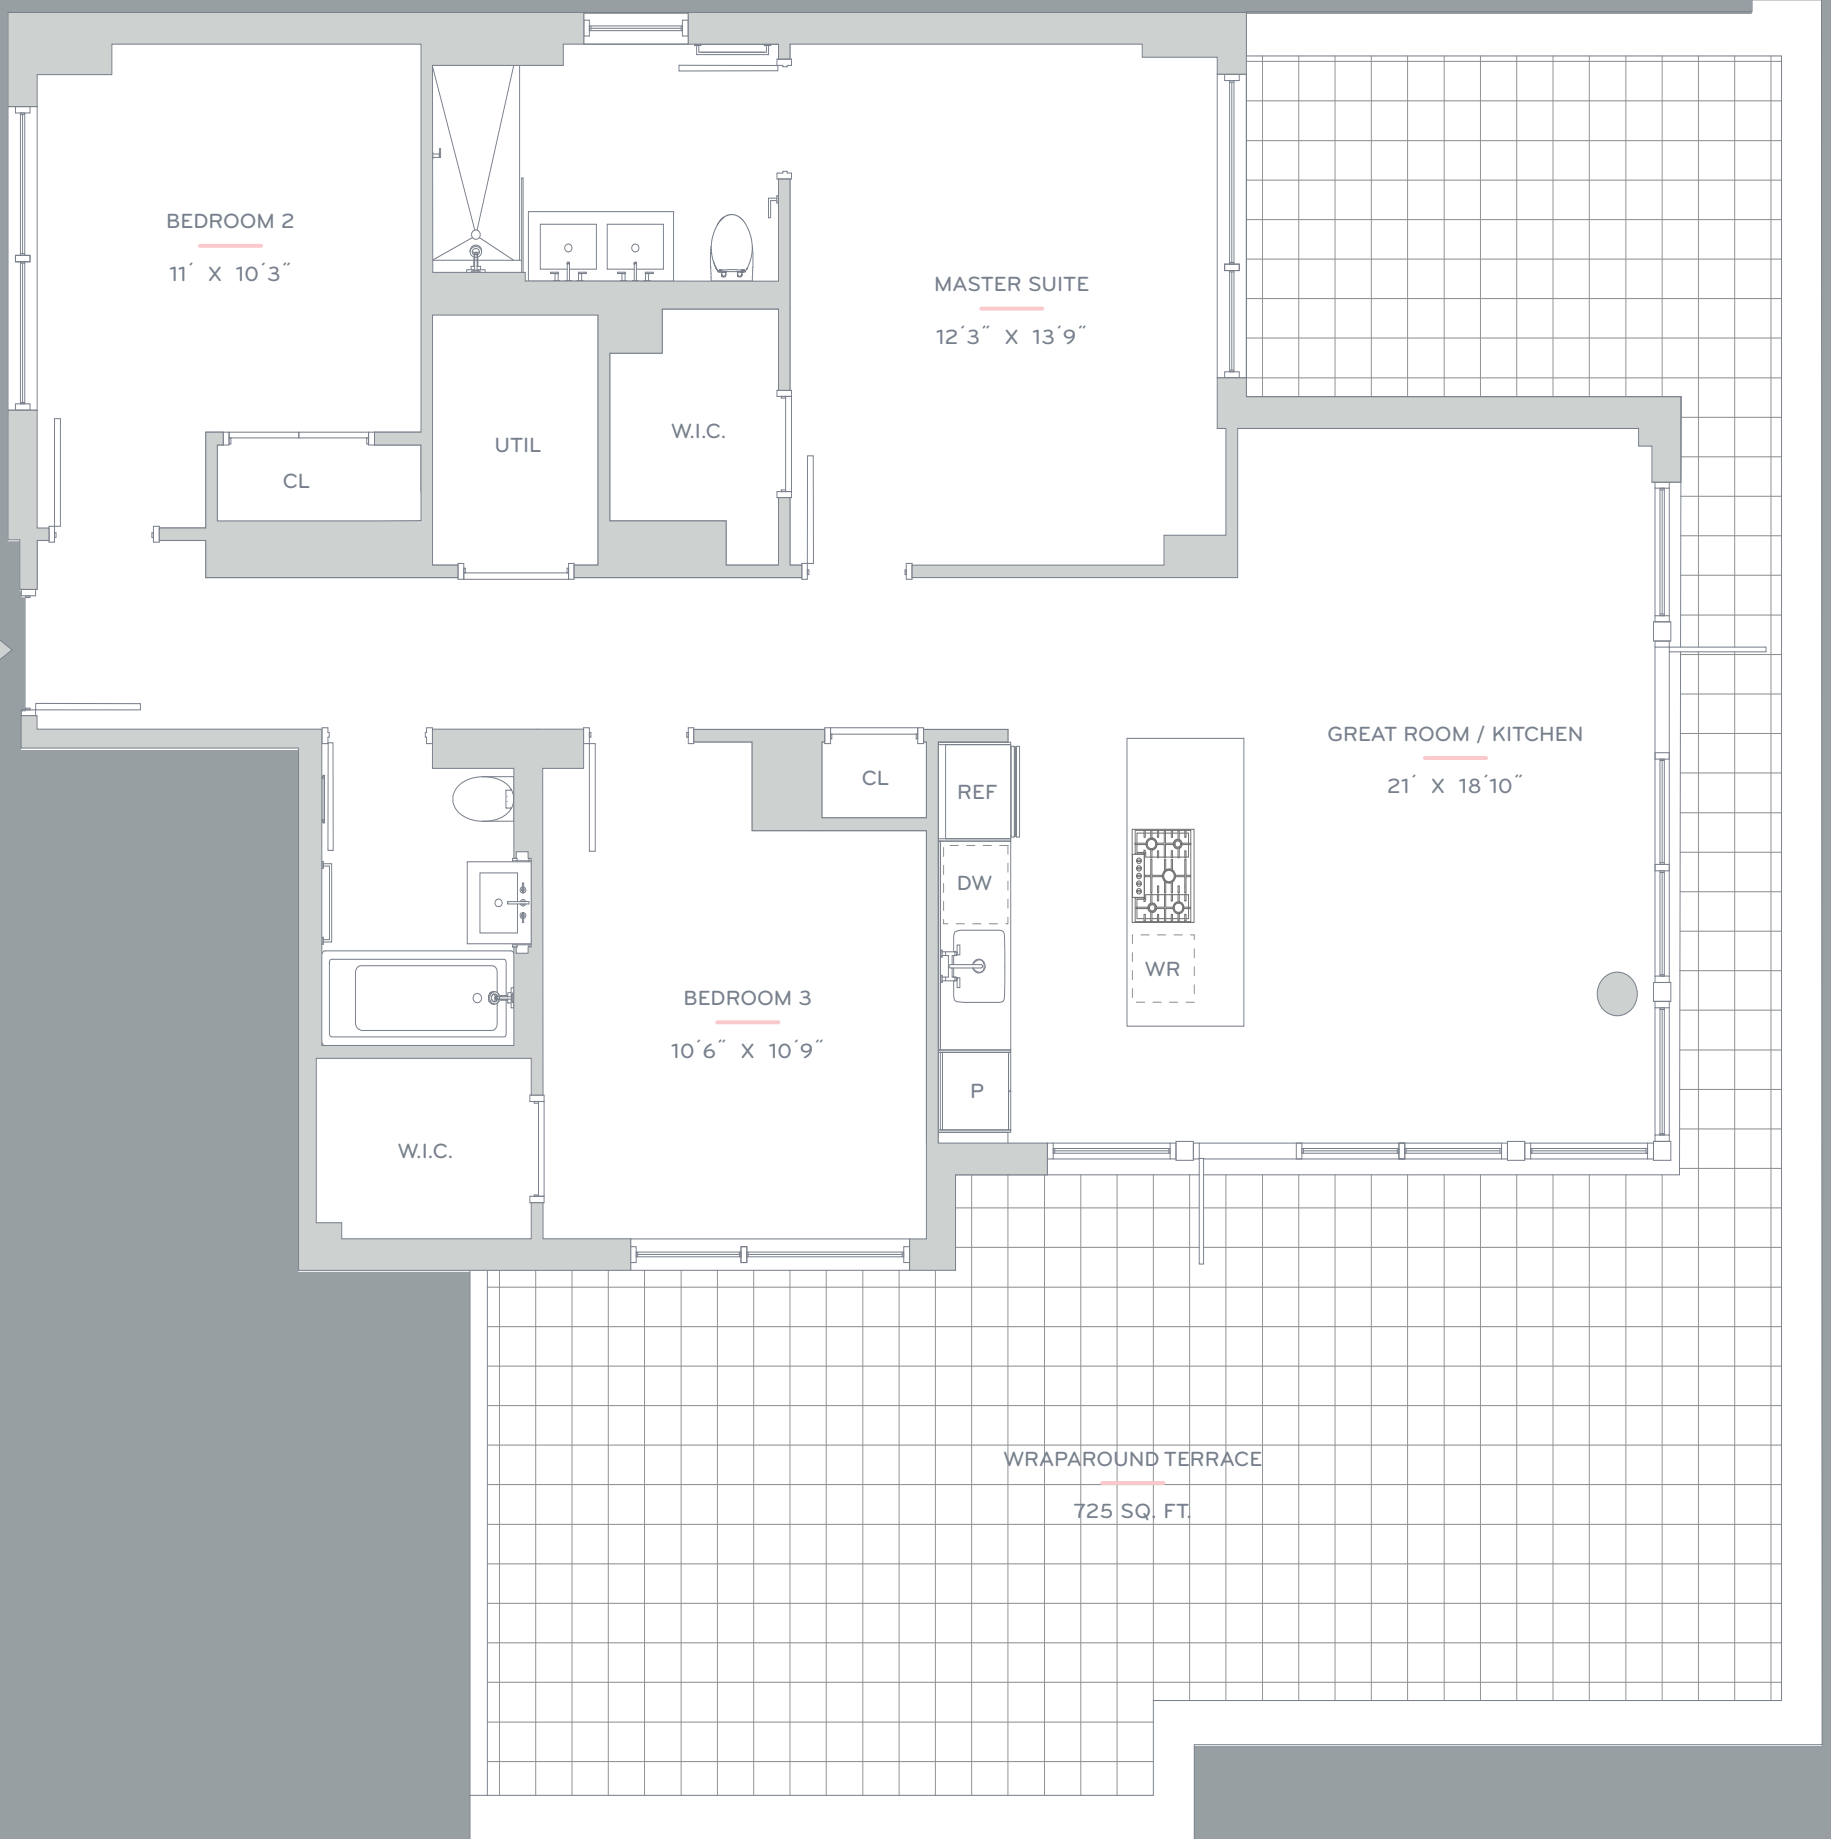 BEDROOM 2
11´ X 10´3˝
MASTER SUITE
12´3˝ X 13´9˝
W.I.C.
UTIL
CL
GREAT ROOM / KITCHEN
21´ X 18´10˝
CL
REF
DW
WR
BEDROOM 3
10´6˝ X 10´9˝
P
W.I.C.
WRAPAROUND TERRACE
725 SQ. FT.